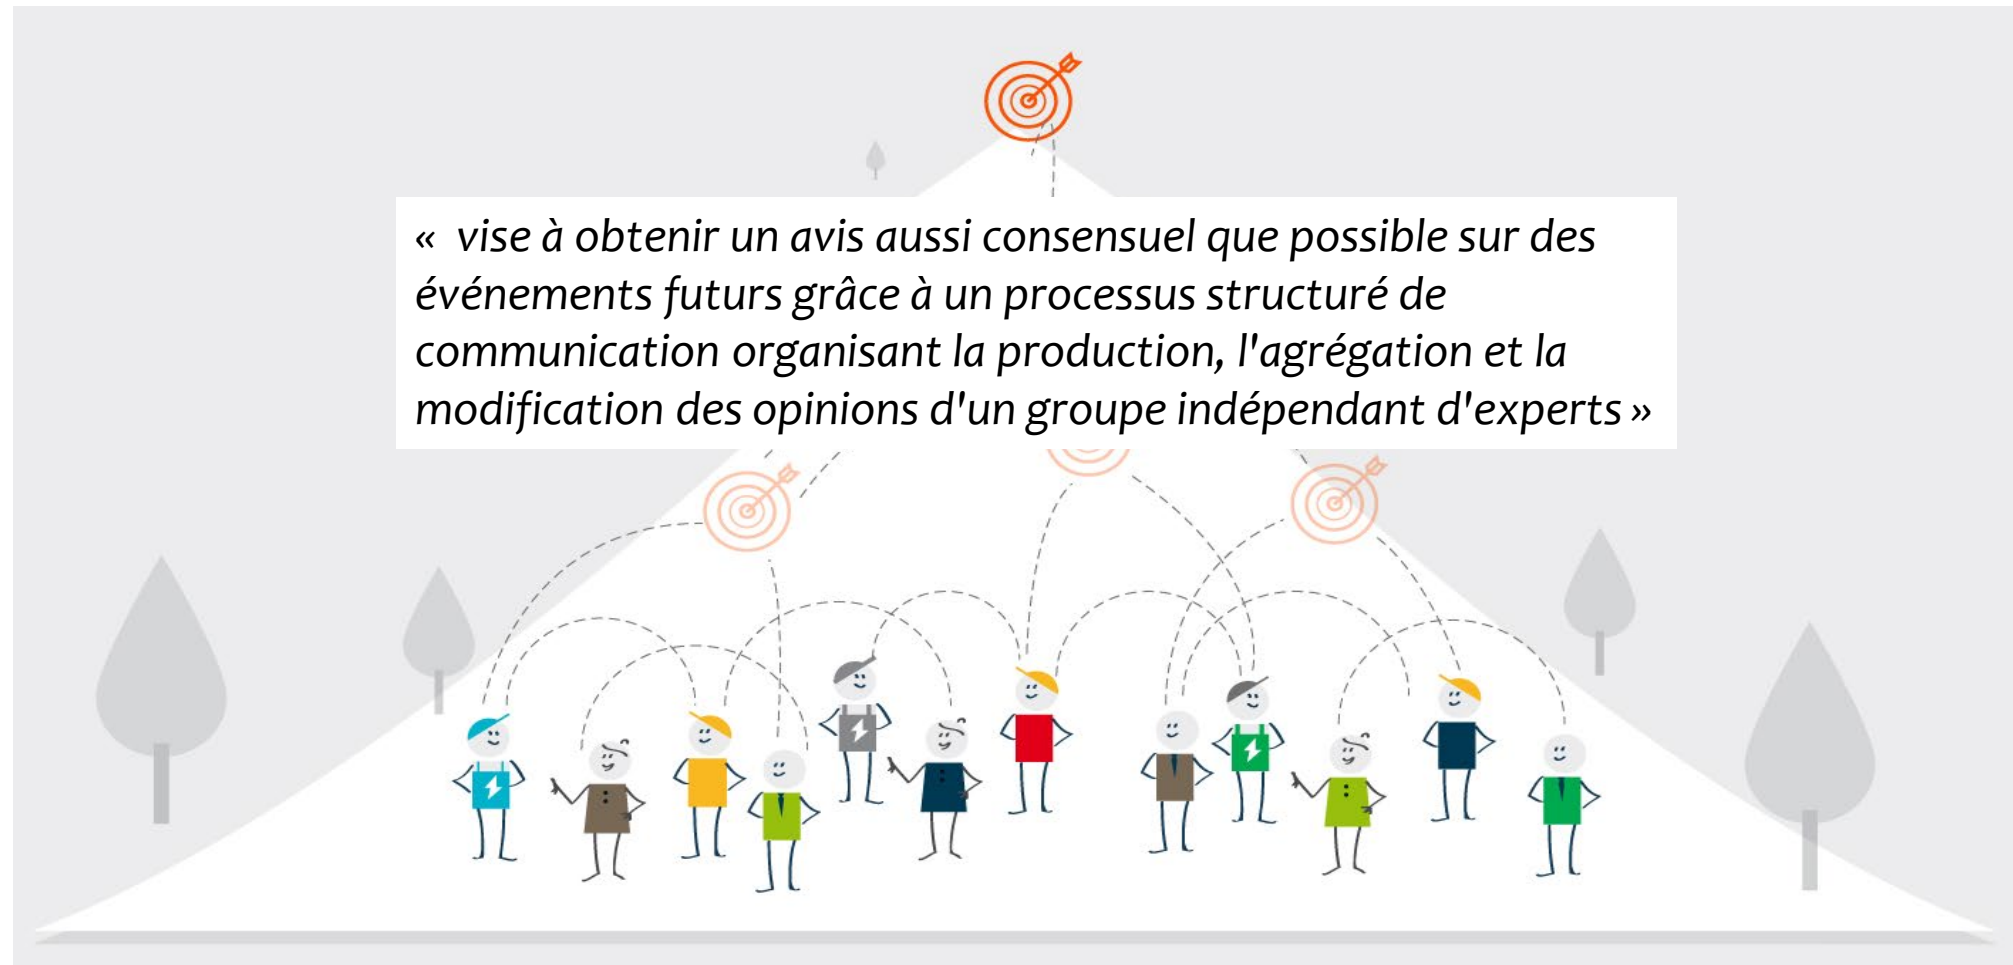 «  vise à obtenir un avis aussi consensuel que possible sur des
événements futurs grâce à un processus structuré de
communication organisant la production, l'agrégation et la
modification des opinions d'un groupe indépendant d'experts »